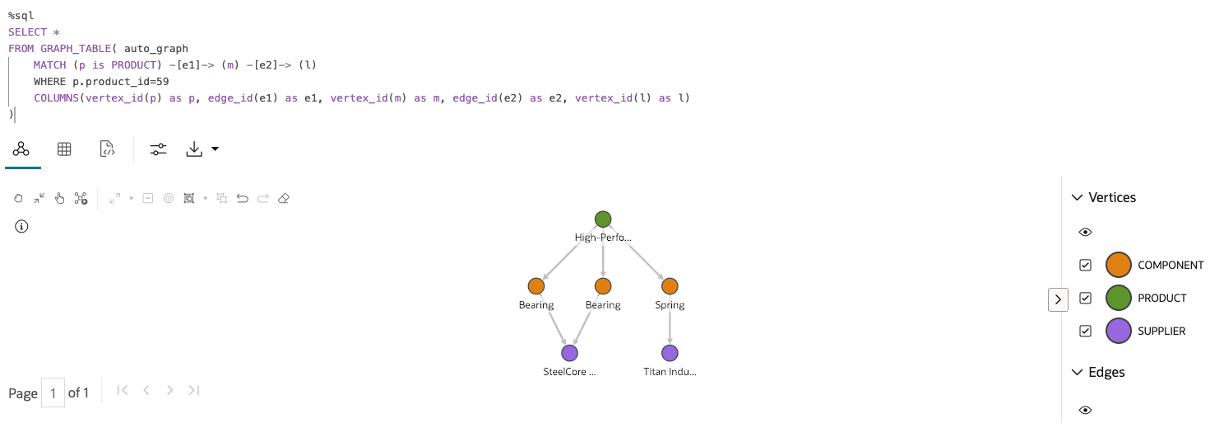 %sql
SELECT *
FROM GRAPH_TABLE( auto_graph
MATCH (p is PRODUCT) -[e1]-> (m) -[e2]-> (l)
WHERE p.product_id=59
COLUMNS(vertex_id(p) as p, edge_id(e1) as e1, vertex_id(m) as m, edge_id(e2) as e2, vertex_id(l) as l)
)
High-Perfo...
Bearing Bearing Spring
SteelCore ... Titan Indu...
Page 1 of 1
Vertices
COMPONENT
PRODUCT
SUPPLIER
Edges